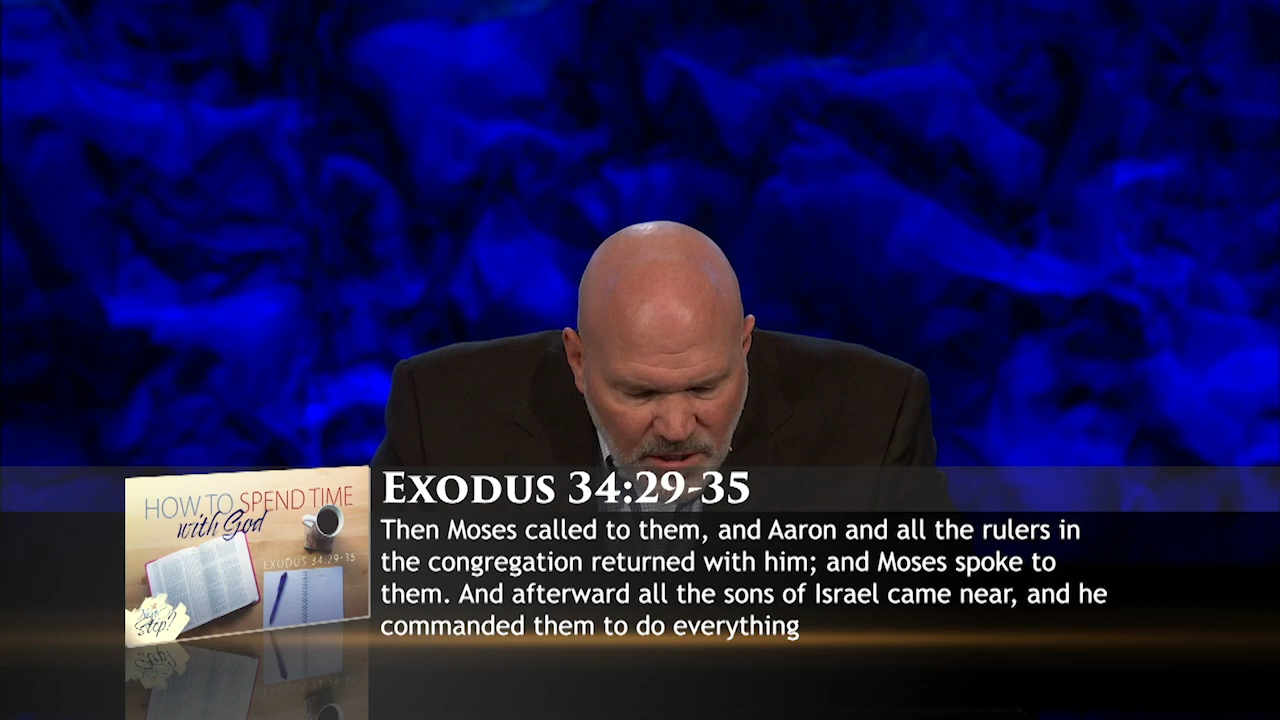 HOW TO SPEND TIME
with God
EXODUS 34:29-35
Next
Step?
EXODUS 34:29-35
Then Moses called to them, and Aaron and all the rulers in
the congregation returned with him; and Moses spoke to
them. And afterward all the sons of Israel came near, and he
commanded them to do everything